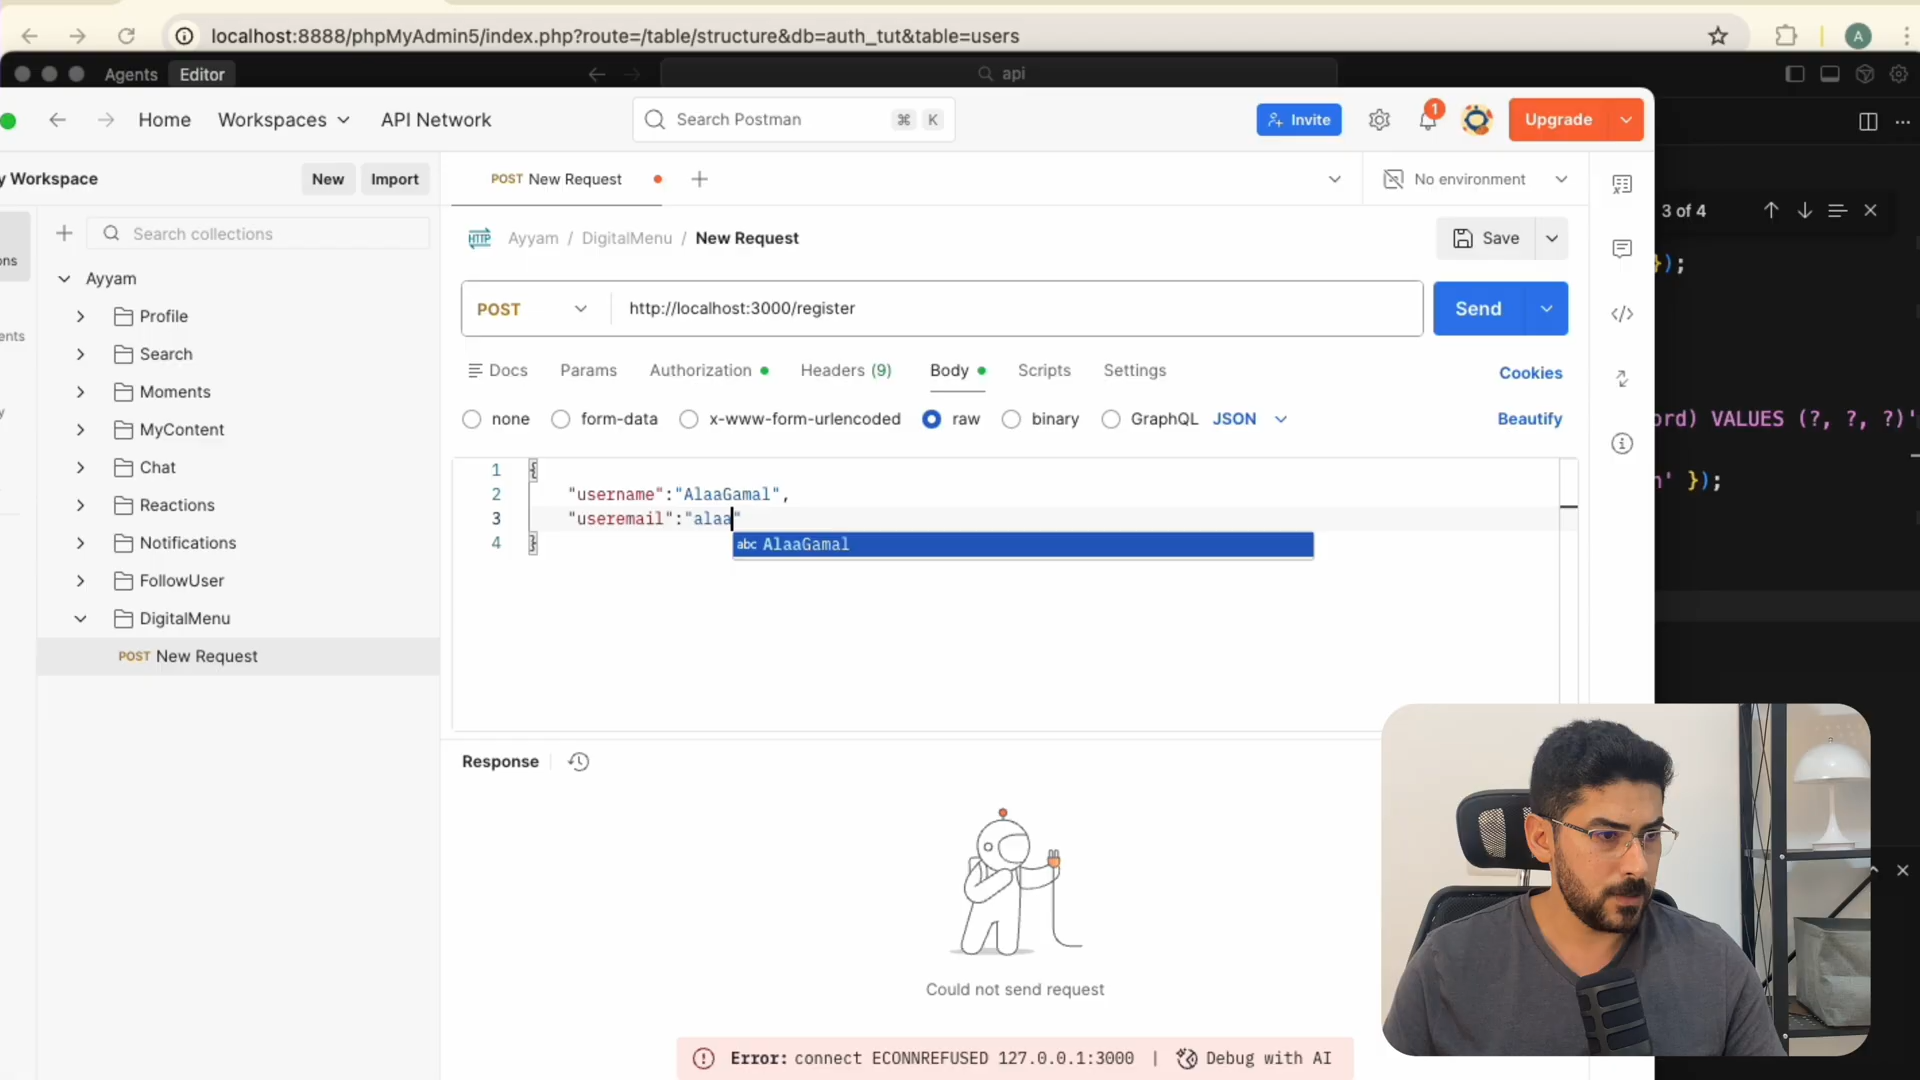 localhost:8888/phpMyAdmin5/index.php?route=/table/structure&db=auth_tut&table=users
A
Agents Editor
api
Home Workspaces API Network
Search Postman ⌘ K
Invite
1
Upgrade
y Workspace
New Import
POST New Request
No environment
3 of 4
Search collections
HTTP Ayyam / DigitalMenu / New Request
Save
ons
});
Ayyam
POST http://localhost:3000/register
Send
Profile
ents
Search
Docs Params Authorization Headers (9) Body Scripts Settings
Cookies
Moments
y
none form-data x-www-form-urlencoded raw binary GraphQL JSON
Beautify
ord) VALUES (?, ?, ?)'
MyContent
Chat
1 {
n' });
2 "username":"AlaaGamal",
Reactions
3 "useremail":"alaa"
4 }
abc AlaaGamal
Notifications
FollowUser
DigitalMenu
POST New Request
Response
Could not send request
Error: connect ECONNREFUSED 127.0.0.1:3000 | Debug with AI